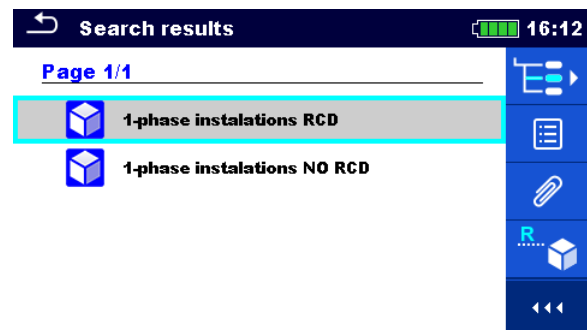 Search results
16:12
Page 1/1
1-phase instalations RCD
1-phase instalations NO RCD
R...